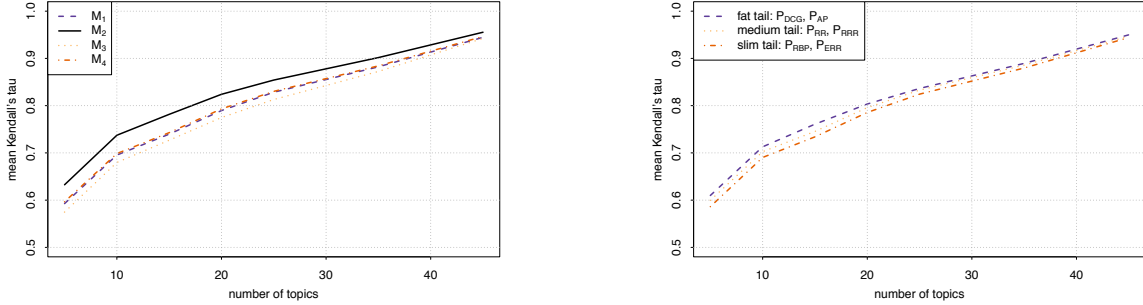 M1
M2
M3
M4
mean Kendall's tau
0.5
0.6
0.7
0.8
0.9
1.0
10
20
30
40
number of topics
fat tail: PDCG, PAP
medium tail: PRR, PRRR
slim tail: PRBP, PERR
mean Kendall's tau
0.5
0.6
0.7
0.8
0.9
1.0
10
20
30
40
number of topics